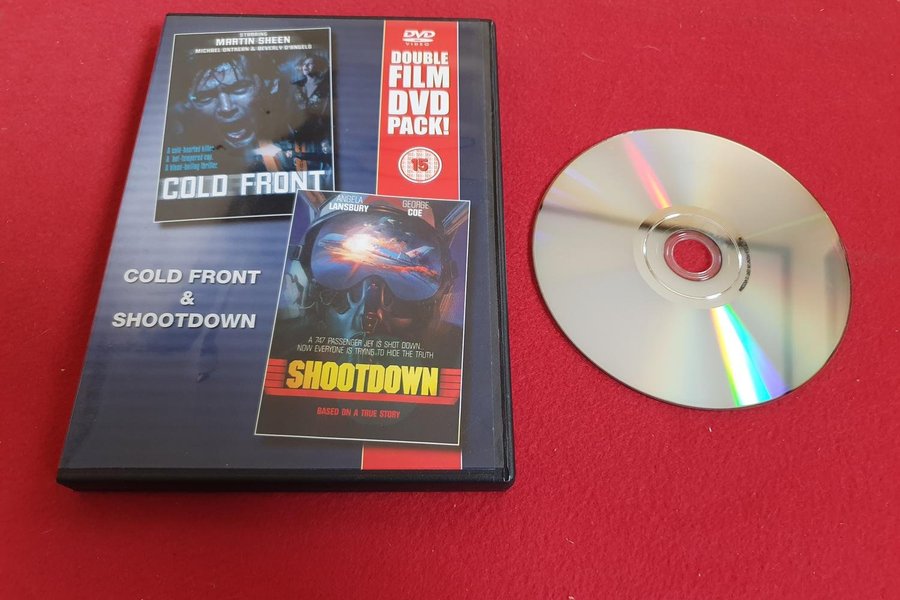 STARRING
MARTIN SHEEN
MICHAEL ONTKEAN & BEVERLY D'ANGELO
A cold-hearted killer.
A hot-tempered cop.
A blood-boiling thriller.
COLD FRONT
DVD
VIDEO
DOUBLE
FILM
DVD
PACK!
15
COLD FRONT
&
SHOOTDOWN
ANGELA
LANSBURY
GEORGE
COE
A 747 PASSENGER JET IS SHOT DOWN...
NOW EVERYONE IS TRYING TO HIDE THE TRUTH
SHOOTDOWN
BASED ON A TRUE STORY